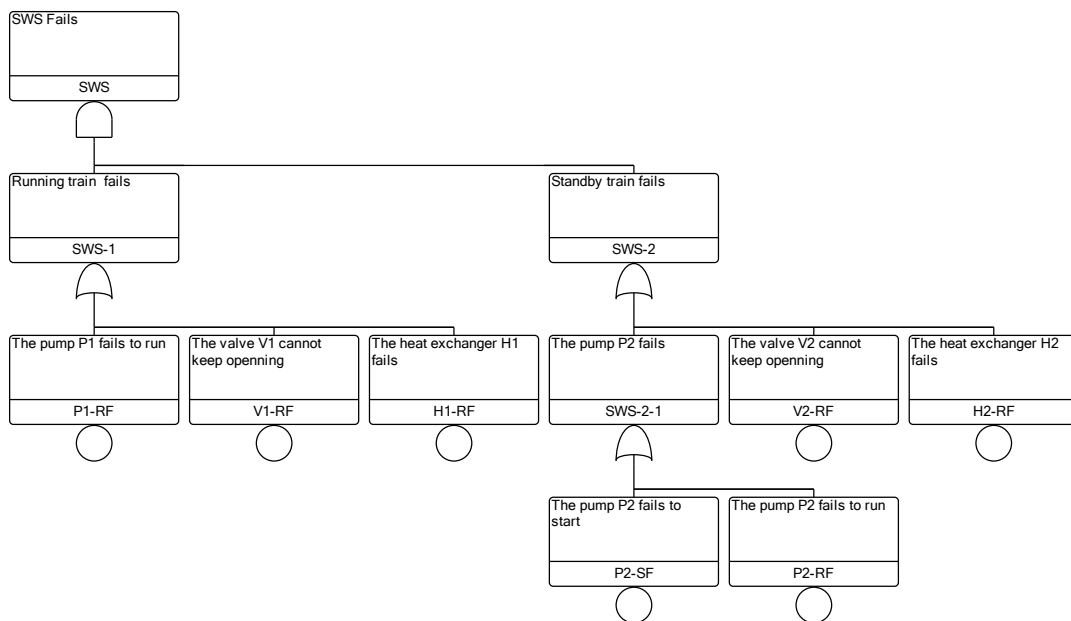 SWS Fails
SWS
Running train  fails
SWS-1
Standby train fails
SWS-2
The pump P1 fails to run
P1-RF
The valve V1 cannot
keep openning
V1-RF
The heat exchanger H1
fails
H1-RF
The pump P2 fails
SWS-2-1
The valve V2 cannot
keep openning
V2-RF
The heat exchanger H2
fails
H2-RF
The pump P2 fails to
start
P2-SF
The pump P2 fails to run
P2-RF